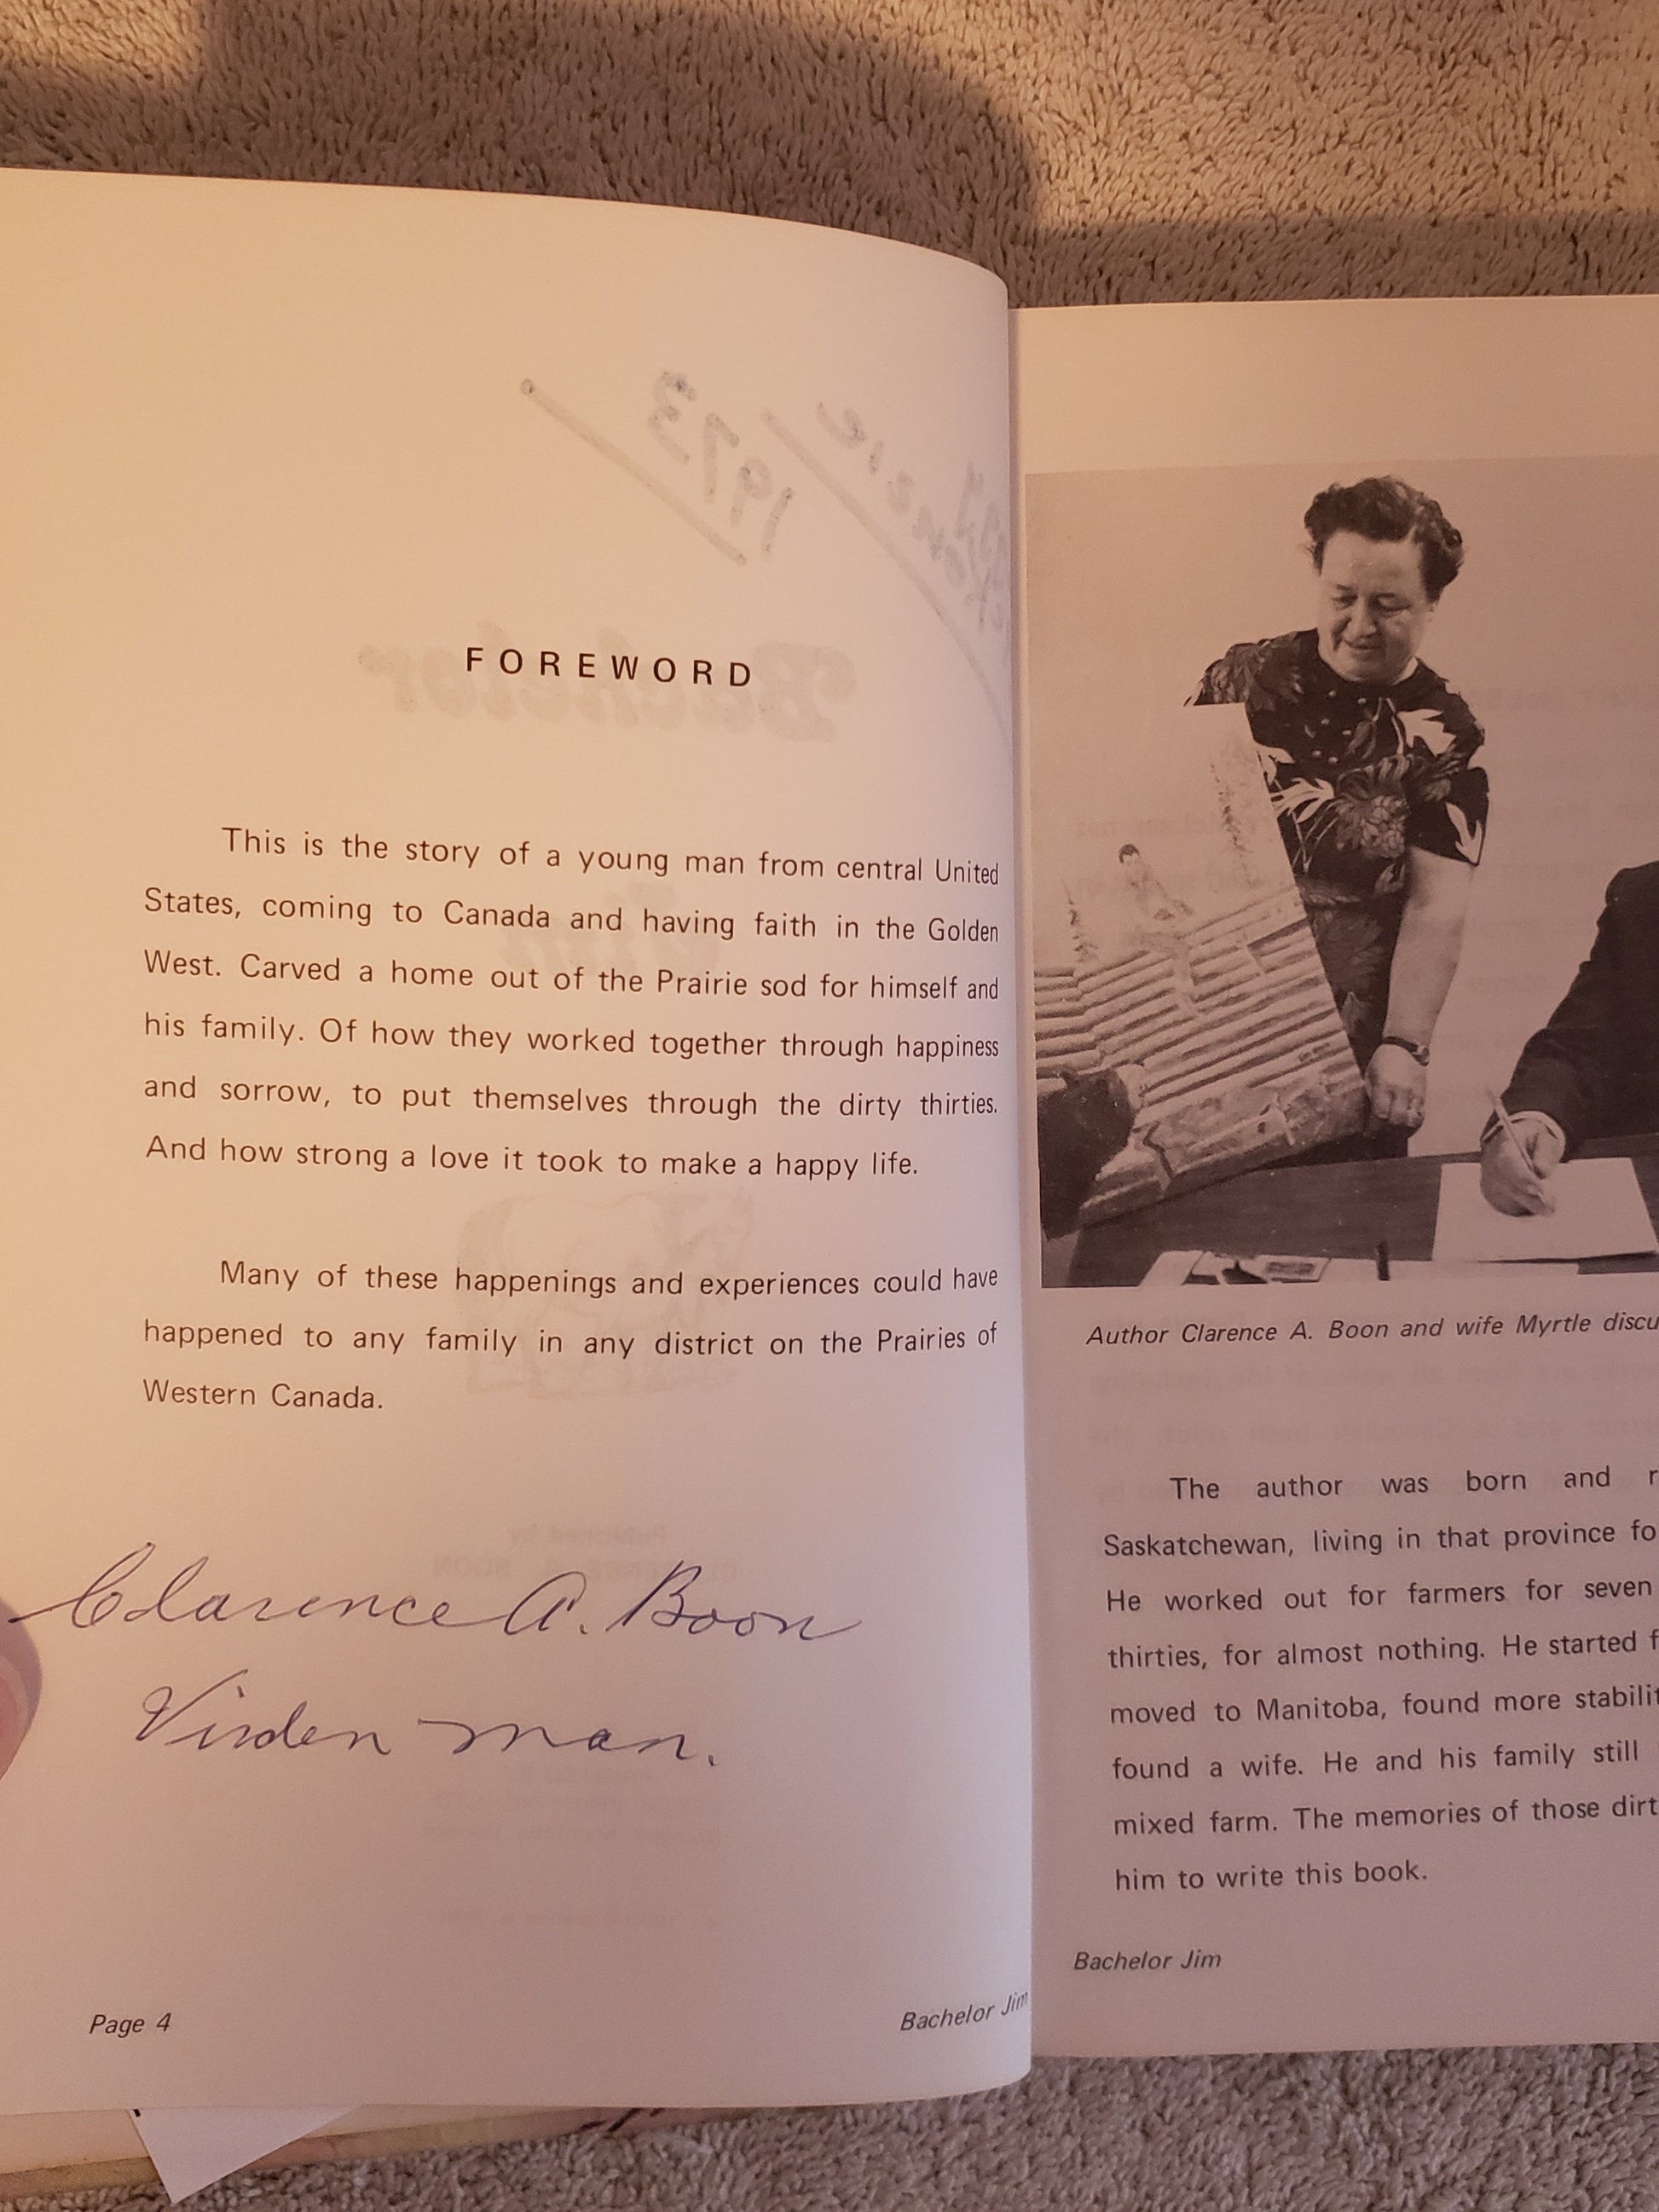 FOREWORD
This is the story of a young man from central United
States, coming to Canada and having faith in the Golden
West. Carved a home out of the Prairie sod for himself and
his family. Of how they worked together through happiness
and sorrow, to put themselves through the dirty thirties.
And how strong a love it took to make a happy life.
Many of these happenings and experiences could have
happened to any family in any district on the Prairies of
Western Canada.
Clarence A. Boon
Virden man.
Page 4
Bachelor Jim
1973
Bachelor
Author Clarence A. Boon and wife Myrtle discu
The author was born and r
Saskatchewan, living in that province fo
He worked out for farmers for seven
thirties, for almost nothing. He started f
moved to Manitoba, found more stabilit
found a wife. He and his family still
mixed farm. The memories of those dirt
him to write this book.
Bachelor Jim